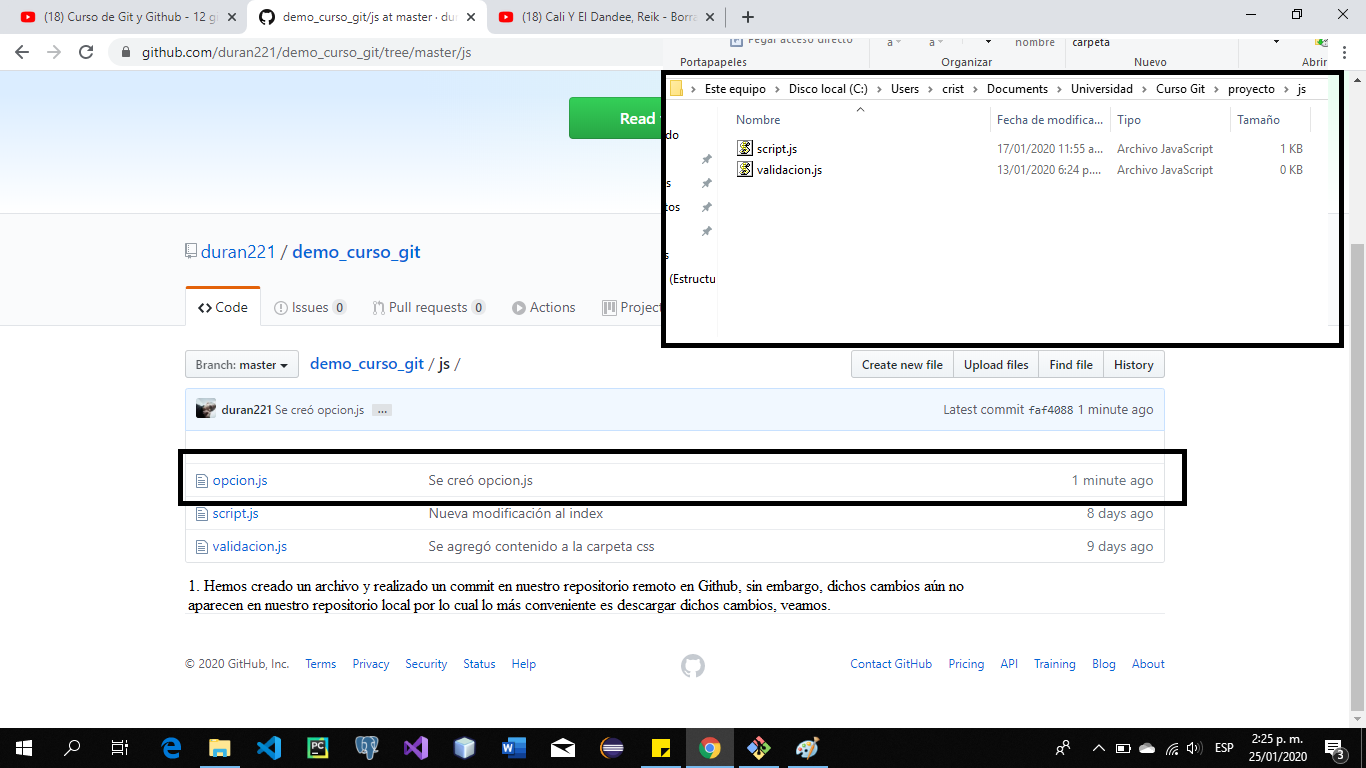 (18) Curso de Git y Github - 12 g
demo_curso_git/js at master · du
(18) Cali Y El Dandee, Reik - Borra
github.com/duran221/demo_curso_git/tree/master/js
Pegar acceso directo
a
a
nombre
carpeta
Portapapeles
Organizar
Nuevo
Abrir
Este equipo > Disco local (C:) > Users > crist > Documents > Universidad > Curso Git > proyecto > js
Nombre
Fecha de modifica...
Tipo
Tamaño
script.js
17/01/2020 11:55 a...
Archivo JavaScript
1 KB
validacion.js
13/01/2020 6:24 p....
Archivo JavaScript
0 KB
do
s
tos
s
(Estructu
Read
duran221 / demo_curso_git
Code
Issues 0
Pull requests 0
Actions
Project
Branch: master
demo_curso_git / js /
Create new file
Upload files
Find file
History
duran221 Se creó opcion.js ...
Latest commit faf4088 1 minute ago
opcion.js
Se creó opcion.js
1 minute ago
script.js
Nueva modificación al index
8 days ago
validacion.js
Se agregó contenido a la carpeta css
9 days ago
1. Hemos creado un archivo y realizado un commit en nuestro repositorio remoto en Github, sin embargo, dichos cambios aún no
aparecen en nuestro repositorio local por lo cual lo más conveniente es descargar dichos cambios, veamos.
© 2020 GitHub, Inc.
Terms
Privacy
Security
Status
Help
Contact GitHub
Pricing
API
Training
Blog
About
ESP
2:25 p. m.
25/01/2020
3